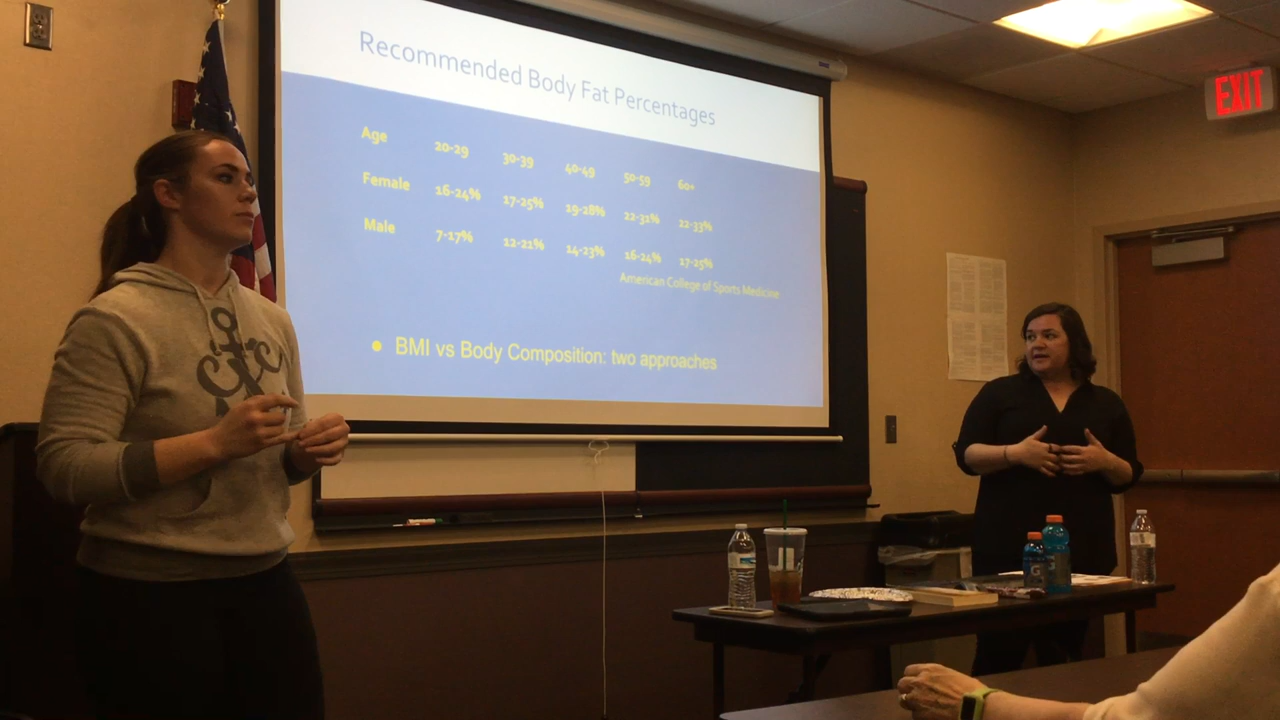 Recommended Body Fat Percentages
Age 20-29 30-39 40-49 50-59 60+
Female 16-24% 17-25% 19-28% 22-31% 22-33%
Male 7-17% 12-21% 14-23% 16-24% 17-25%
American College of Sports Medicine
• BMI vs Body Composition: two approaches
EXIT